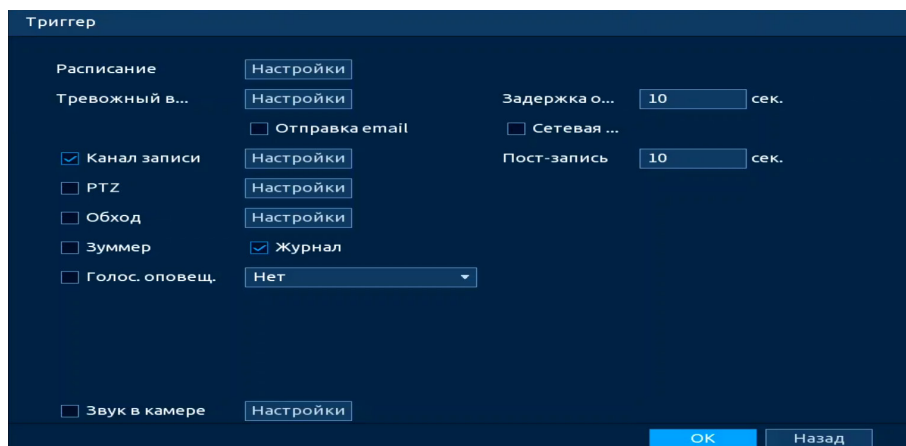 Триггер
Расписание Настройки
Тревожный в... Настройки Задержка о... 10 сек.
Отправка email Сетевая ...
Канал записи Настройки Пост-запись 10 сек.
PTZ Настройки
Обход Настройки
Зуммер Журнал
Голос. оповещ. Нет
Звук в камере Настройки
OK Назад